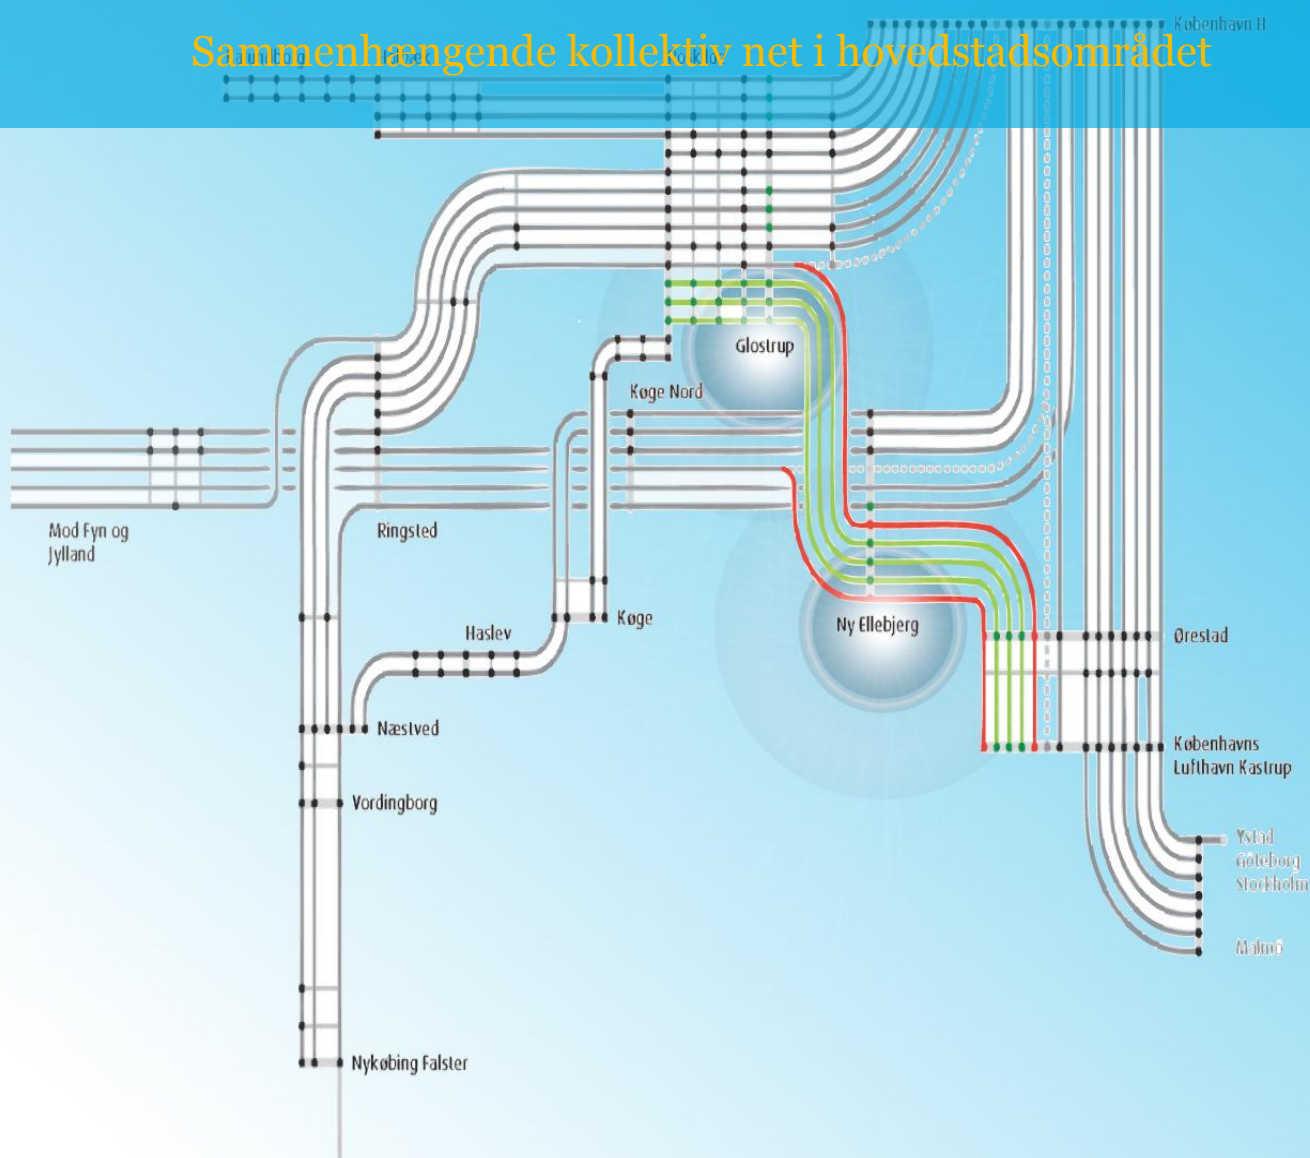 København H
Sammenhængende kollektiv net i hovedstadsområdet
Glostrup
Køge Nord
Mod Fyn og
Jylland
Ringsted
Køge
Haslev
Ny Ellebjerg
Ørestad
Næstved
Københavns
Lufthavn Kastrup
Vordingborg
Ystad
Göteborg
Stockholm
Malmö
Nykøbing Falster